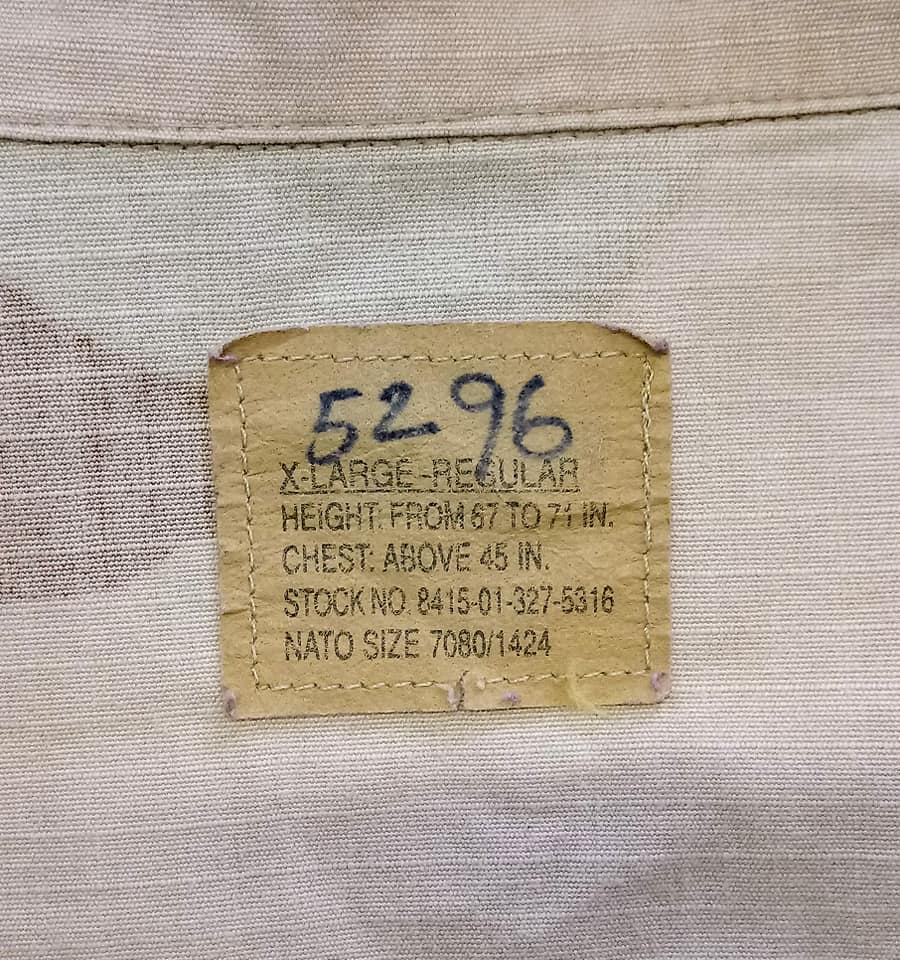 5296
X-LARGE-REGULAR
HEIGHT: FROM 67 TO 71 IN.
CHEST: ABOVE 45 IN.
STOCK NO. 8415-01-327-5316
NATO SIZE 7080/1424